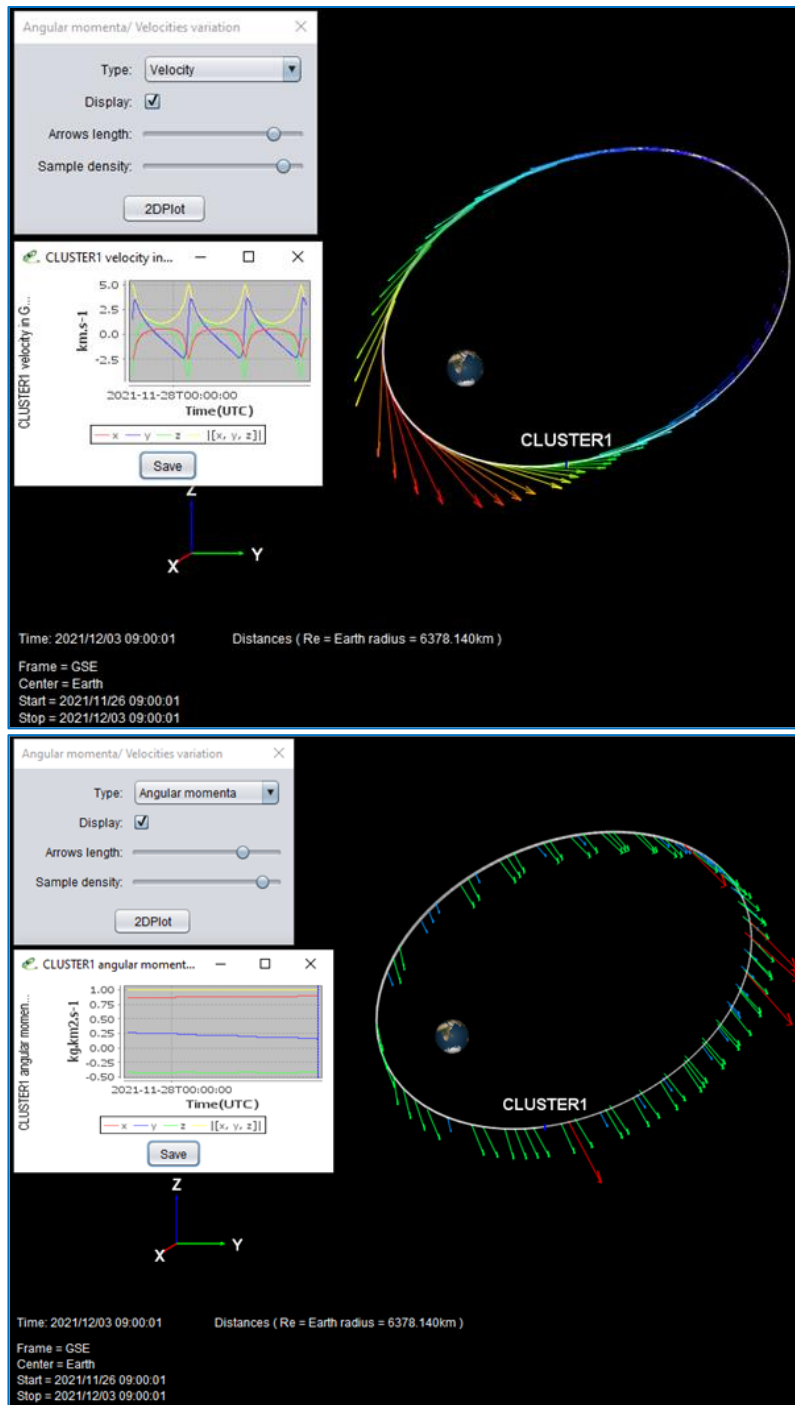 Angular momenta/ Velocities variation
Type: Velocity
Display:
Arrows length:
Sample density:
2DPlot
CLUSTER1 velocity in...
CLUSTER1 velocity in G...
km.s-1
5.0
2.5
0.0
-2.5
2021-11-28T00:00:00
Time(UTC)
x y z |[x, y, z]|
Save
CLUSTER1
Z
X
Y
Time: 2021/12/03 09:00:01 Distances ( Re = Earth radius = 6378.140km )
Frame = GSE
Center = Earth
Start = 2021/11/26 09:00:01
Stop = 2021/12/03 09:00:01
Angular momenta/ Velocities variation
Type: Angular momenta
Display:
Arrows length:
Sample density:
2DPlot
CLUSTER1 angular moment...
CLUSTER1 angular momen...
kg.km2.s-1
1.00
0.75
0.50
0.25
0.00
-0.25
-0.50
2021-11-28T00:00:00
Time(UTC)
x y z |[x, y, z]|
Save
CLUSTER1
Z
X
Y
Time: 2021/12/03 09:00:01 Distances ( Re = Earth radius = 6378.140km )
Frame = GSE
Center = Earth
Start = 2021/11/26 09:00:01
Stop = 2021/12/03 09:00:01